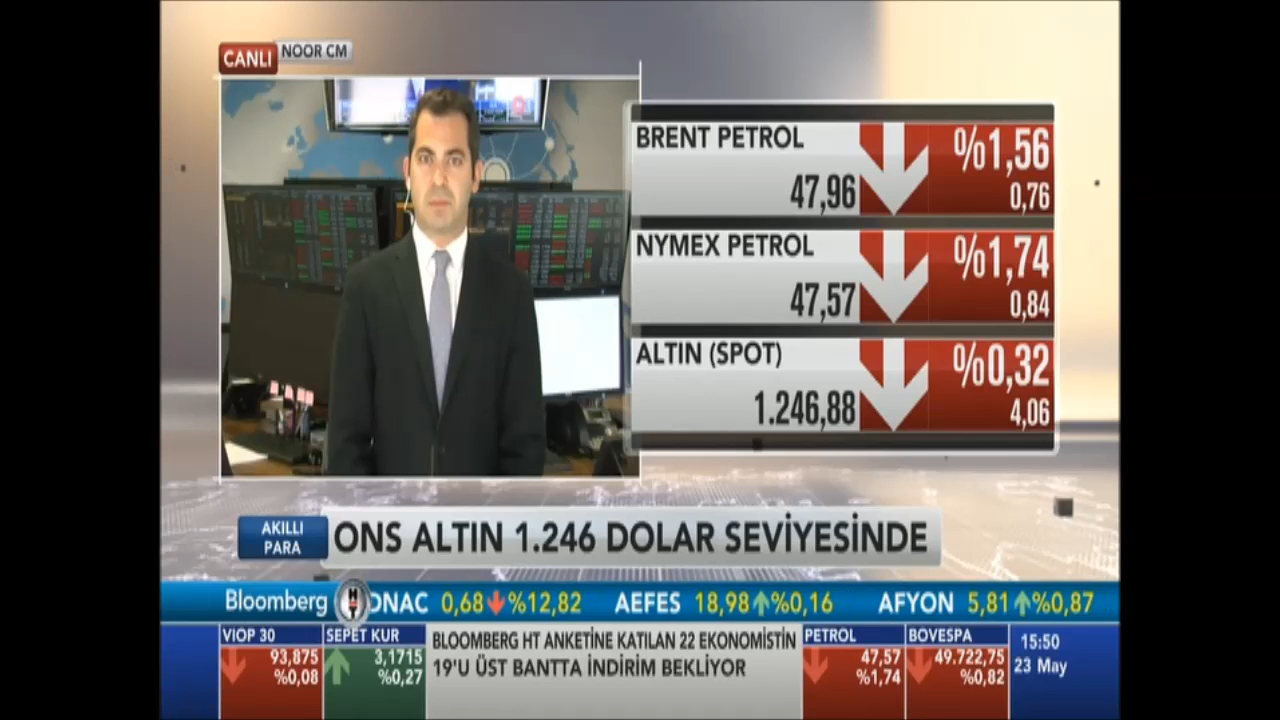 CANLI
NOOR CM
BRENT PETROL
47,96
%1,56
0,76
NYMEX PETROL
47,57
%1,74
0,84
ALTIN (SPOT)
1.246,88
%0,32
4,06
AKILLI
PARA
ONS ALTIN 1.246 DOLAR SEVİYESİNDE
Bloomberg HT
ONAC 0,68 %12,82 AEFES 18,98 %0,16 AFYON 5,81 %0,87
VIOP 30
93,875
%0,08
SEPET KUR
3,1715
%0,27
BLOOMBERG HT ANKETİNE KATILAN 22 EKONOMİSTİN
19'U ÜST BANTTA İNDİRİM BEKLİYOR
PETROL
47,57
%1,74
BOVESPA
49.722,75
%0,82
15:50
23 May